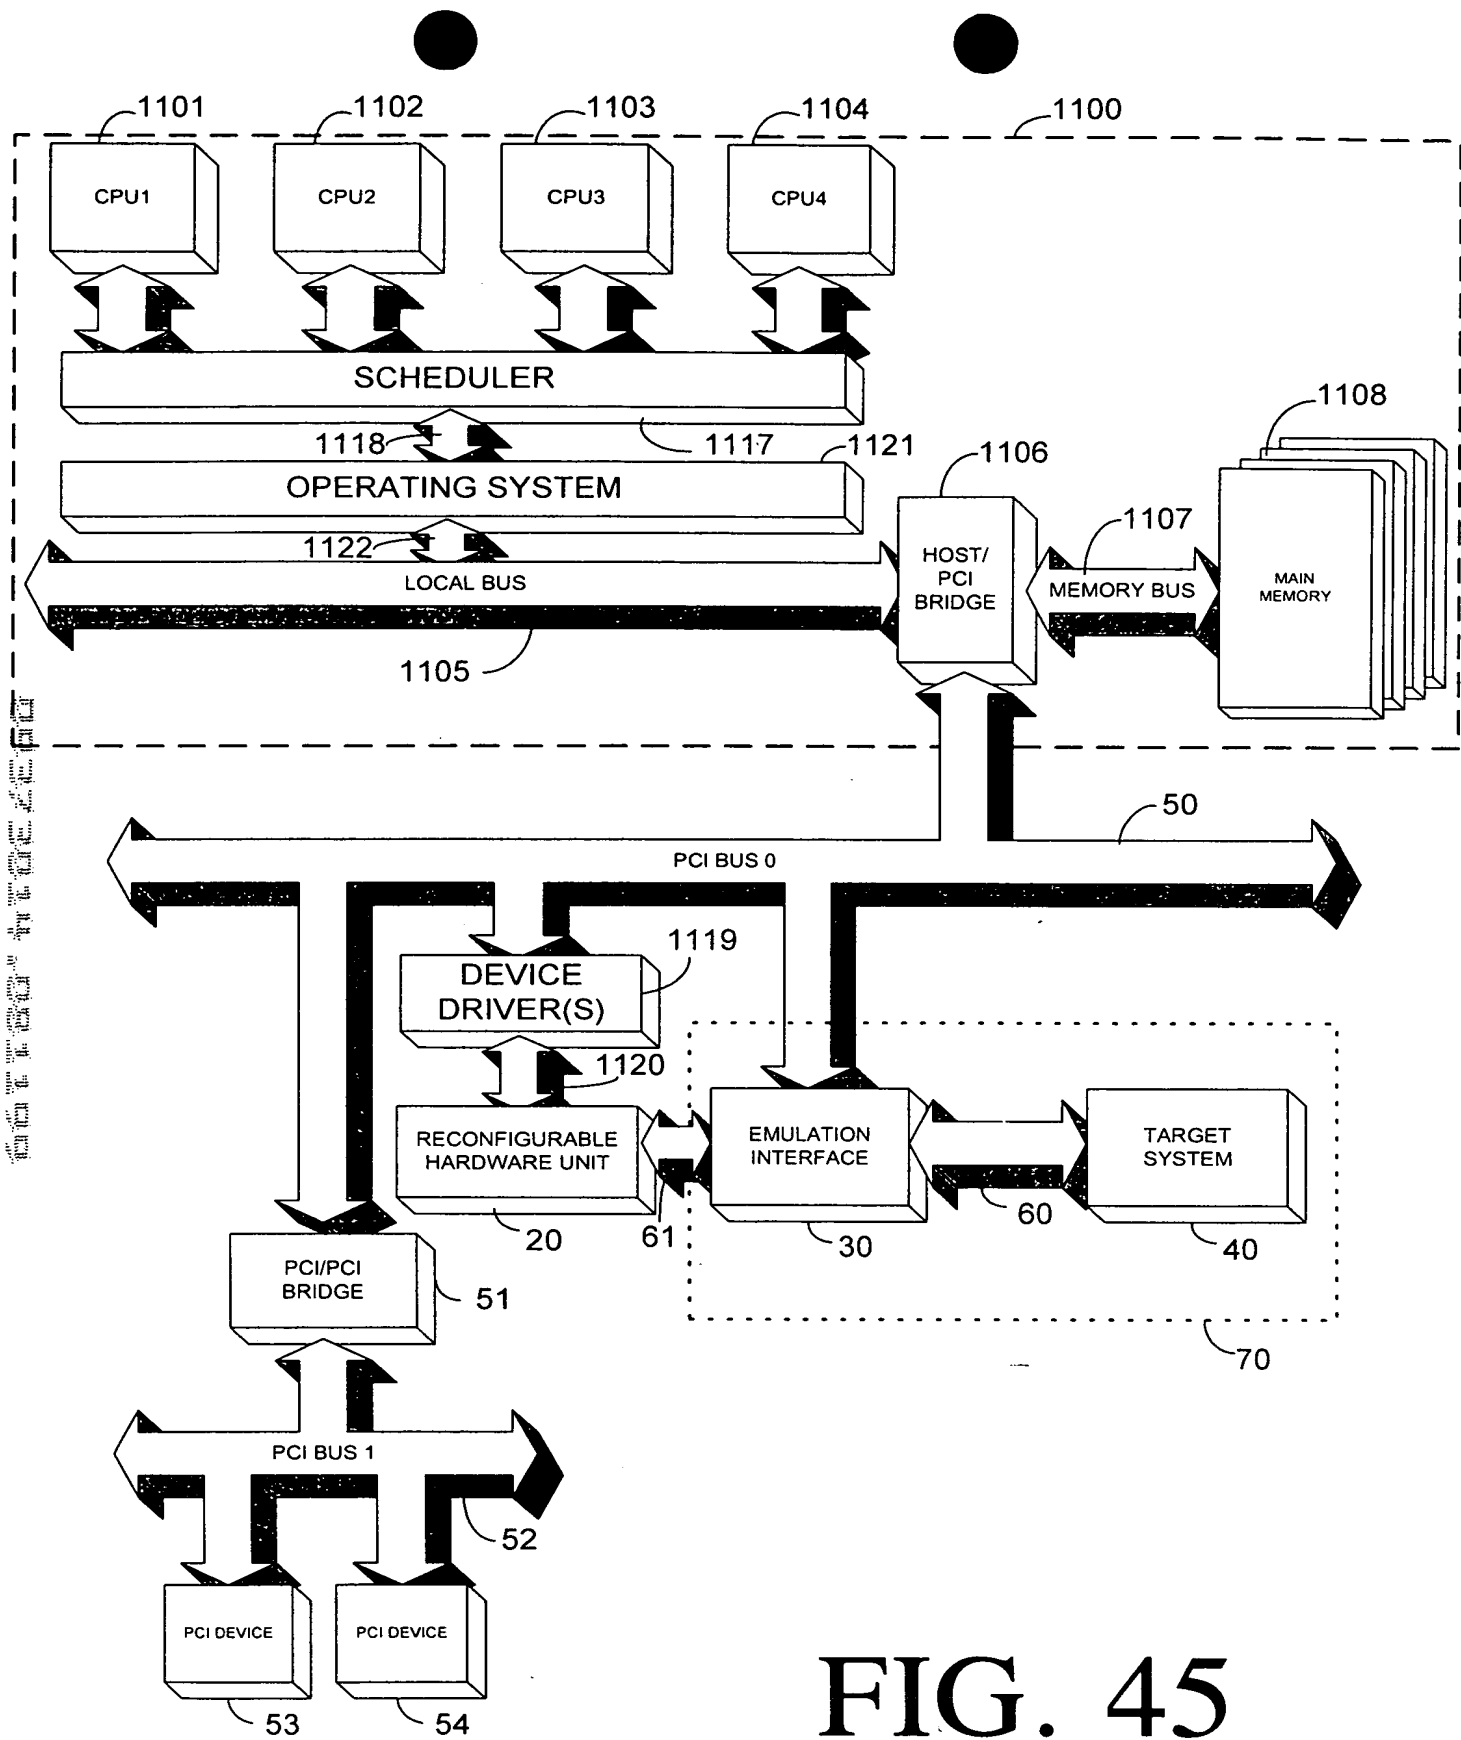 1101
1102
1103
1104
1100
CPU1
CPU2
CPU3
CPU4
SCHEDULER
1108
1118
1117
1121
1106
OPERATING SYSTEM
1107
1122
HOST/
PCI
BRIDGE
LOCAL BUS
MEMORY BUS
MAIN
MEMORY
1105
50
PCI BUS 0
1119
DEVICE
DRIVER(S)
1120
RECONFIGURABLE
HARDWARE UNIT
EMULATION
INTERFACE
TARGET
SYSTEM
20
61
30
60
40
PCI/PCI
BRIDGE
51
70
PCI BUS 1
52
PCI DEVICE
PCI DEVICE
53
54
FIG. 45